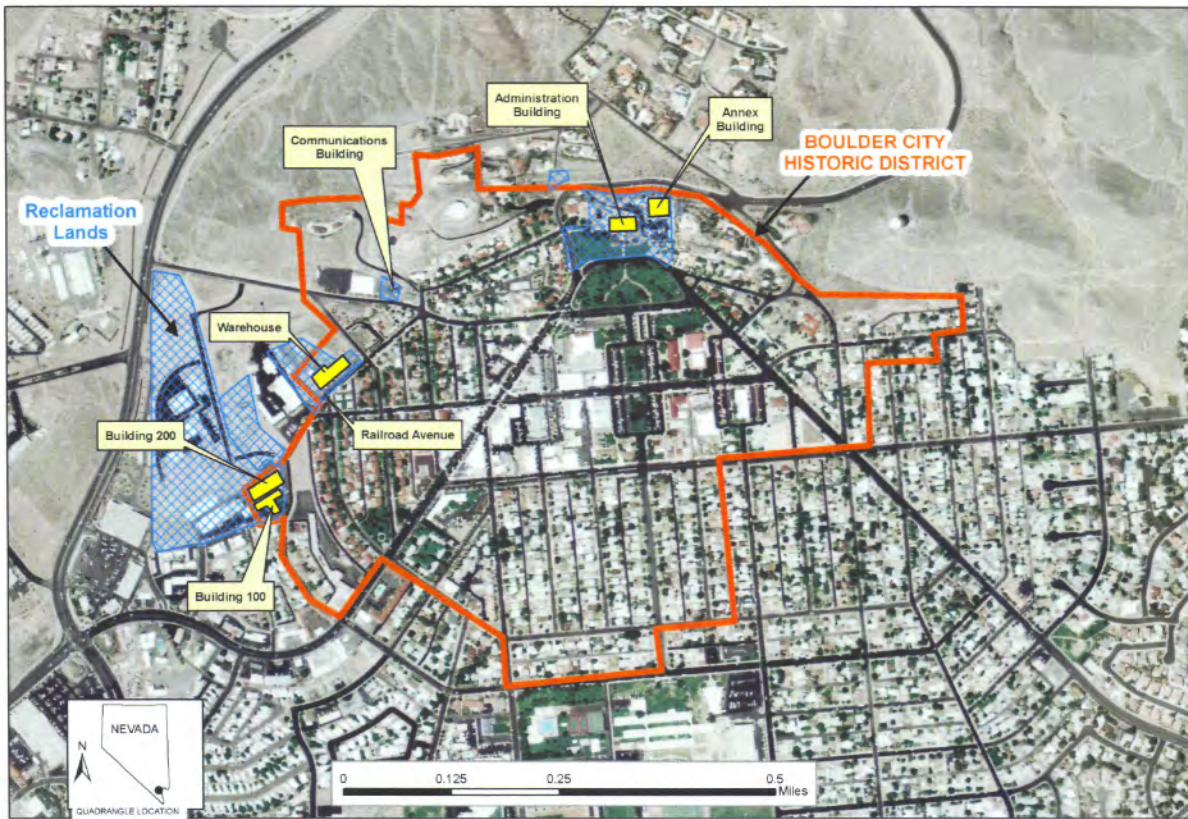 Administration
Building
Annex
Building
Communications
Building
BOULDER CITY
HISTORIC DISTRICT
Reclamation
Lands
Warehouse
Building 200
Railroad Avenue
Building 100
NEVADA
N
QUADRANGLE LOCATION
0 0.125 0.25 0.5
Miles